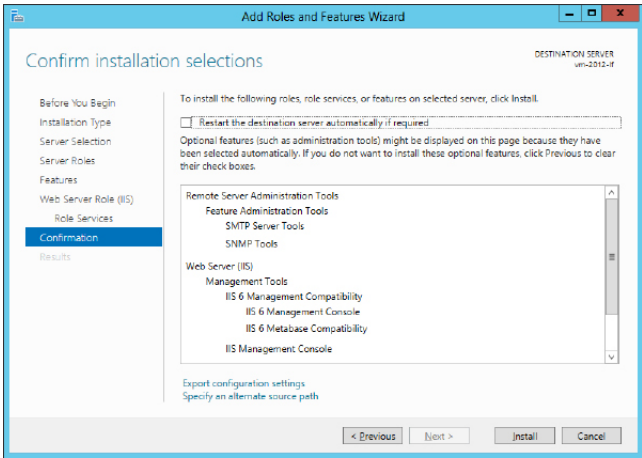 Add Roles and Features Wizard
Confirm installation selections
DESTINATION SERVER
vm-2012-tf
Before You Begin
Installation Type
Server Selection
Server Roles
Features
Web Server Role (IIS)
Role Services
Confirmation
Results
To install the following roles, role services, or features on selected server, click Install.
Restart the destination server automatically if required
Optional features (such as administration tools) might be displayed on this page because they have
been selected automatically. If you do not want to install these optional features, click Previous to clear
their check boxes.
Remote Server Administration Tools
Feature Administration Tools
SMTP Server Tools
SNMP Tools
Web Server (IIS)
Management Tools
IIS 6 Management Compatibility
IIS 6 Management Console
IIS 6 Metabase Compatibility
IIS Management Console
Export configuration settings
Specify an alternate source path
< Previous
Next >
Install
Cancel